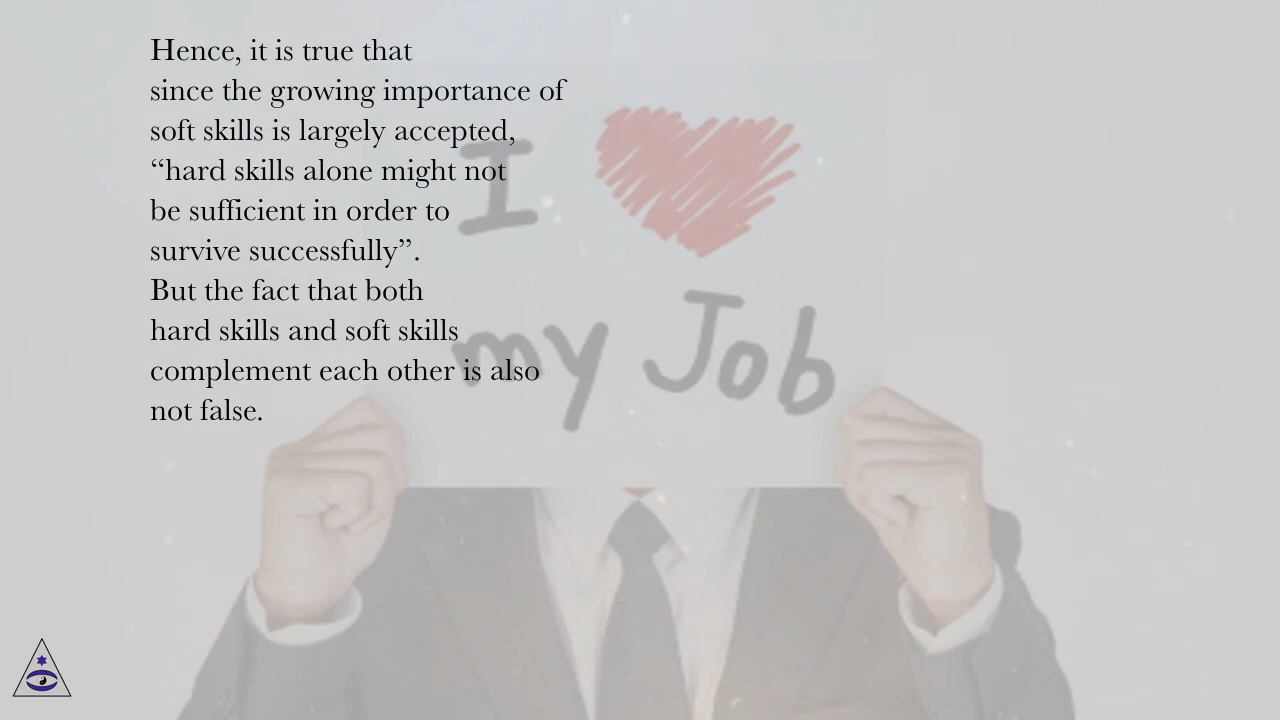 Hence, it is true that
since the growing importance of
soft skills is largely accepted,
“hard skills alone might not
be sufficient in order to
survive successfully”.
But the fact that both
hard skills and soft skills
complement each other is also
not false.
I
my Job